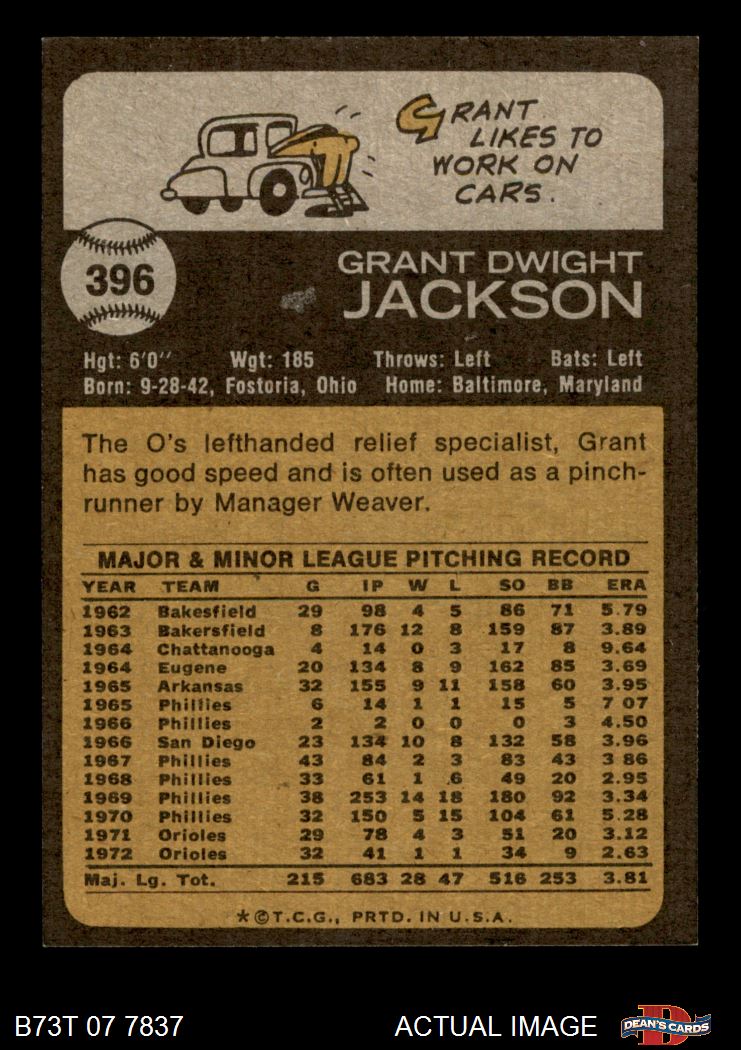 GRANT
LIKES TO
WORK ON
CARS.
396
GRANT DWIGHT
JACKSON
Hgt: 6'0" Wgt: 185 Throws: Left Bats: Left
Born: 9-28-42, Fostoria, Ohio Home: Baltimore, Maryland
The O's lefthanded relief specialist, Grant
has good speed and is often used as a pinch-
runner by Manager Weaver.
MAJOR & MINOR LEAGUE PITCHING RECORD
YEAR TEAM G IP W L SO BB ERA
1962 Bakesfield 29 98 4 5 86 71 5.79
1963 Bakersfield 8 176 12 8 159 87 3.89
1964 Chattanooga 4 14 0 3 17 8 9.64
1964 Eugene 20 134 8 9 162 85 3.69
1965 Arkansas 32 155 9 11 158 60 3.95
1965 Phillies 6 14 1 1 15 5 7 07
1966 Phillies 2 2 0 0 0 3 4.50
1966 San Diego 23 134 10 8 132 58 3.96
1967 Phillies 43 84 2 3 83 43 3 86
1968 Phillies 33 61 1 6 49 20 2.95
1969 Phillies 38 253 14 18 180 92 3.34
1970 Phillies 32 150 5 15 104 61 5.28
1971 Orioles 29 78 4 3 51 20 3.12
1972 Orioles 32 41 1 1 34 9 2.63
Maj. Lg. Tot. 215 683 28 47 516 253 3.81
*©T.C.G., PRTD. IN U.S.A.
B73T 07 7837 ACTUAL IMAGE DEAN'S CARDS